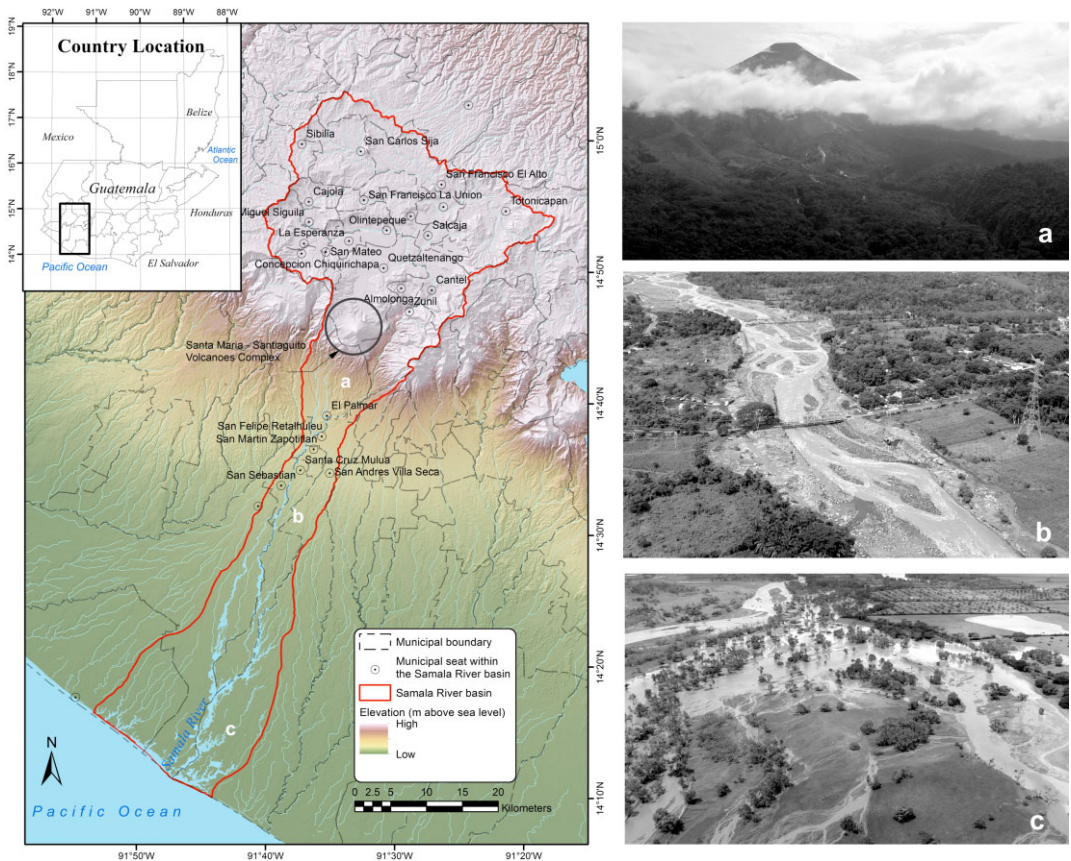 92°W 91°W 90°W 89°W 88°W
19°N
18°N
17°N
16°N
15°N
14°N
Country Location
Mexico
Belize
Atlantic
Ocean
Guatemala
Honduras
El Salvador
Pacific Ocean
Sibilia
San Carlos Sija
San Francisco El Alto
Cajola
San Francisco La Union
Totonicapan
Miguel Siguila
Olintepeque
Salcaja
La Esperanza
San Mateo
Quetzaltenango
Concepcion Chiquirichapa
Cantel
Almolonga
Zunil
Santa Maria - Santiaguito
Volcanoes Complex
a
El Palmar
San Felipe Retalhuleu
San Martin Zapotitlan
Santa Cruz Mulua
San Andres Villa Seca
San Sebastian
b
Samala River
c
N
Pacific Ocean
Municipal boundary
Municipal seat within
the Samala River basin
Samala River basin
Elevation (m above sea level)
High
Low
0 2.5 5 10 15 20
Kilometers
15°0'N
14°50'N
14°40'N
14°30'N
14°20'N
14°10'N
91°50'W 91°40'W 91°30'W 91°20'W
a
b
c